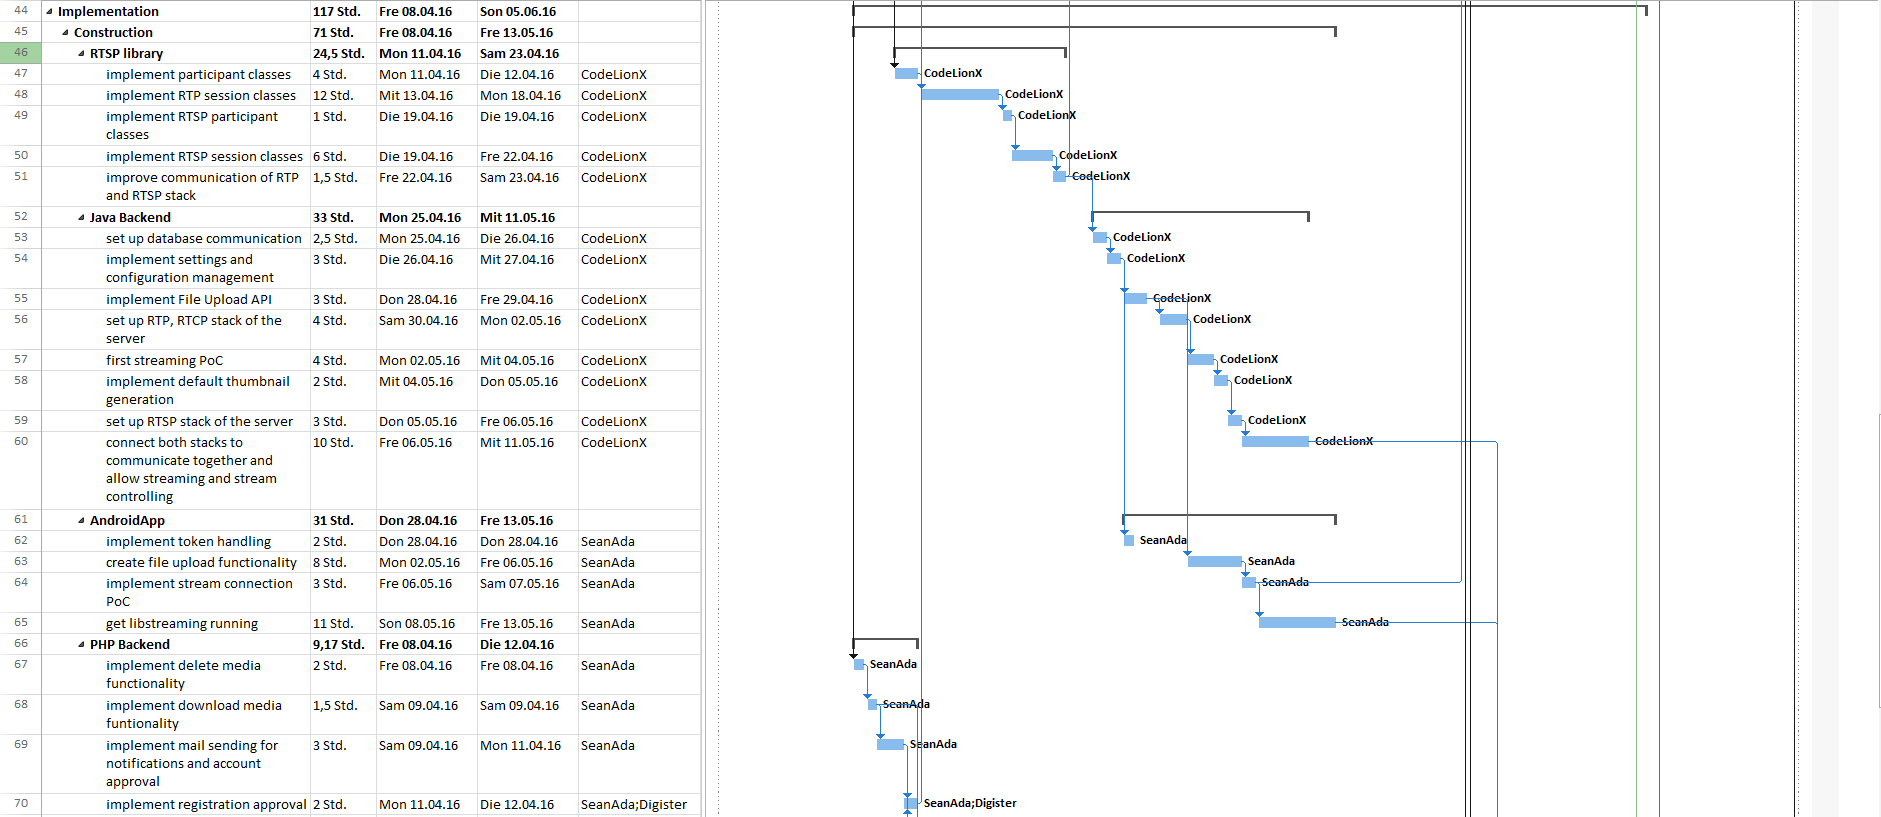 44 Implementation 117 Std. Fre 08.04.16 Son 05.06.16
45 Construction 71 Std. Fre 08.04.16 Fre 13.05.16
46 RTSP library 24,5 Std. Mon 11.04.16 Sam 23.04.16
47 implement participant classes 4 Std. Mon 11.04.16 Die 12.04.16 CodeLionX CodeLionX
48 implement RTP session classes 12 Std. Mit 13.04.16 Mon 18.04.16 CodeLionX CodeLionX
49 implement RTSP participant 1 Std. Die 19.04.16 Die 19.04.16 CodeLionX CodeLionX
classes
50 implement RTSP session classes 6 Std. Die 19.04.16 Fre 22.04.16 CodeLionX CodeLionX
51 improve communication of RTP 1,5 Std. Fre 22.04.16 Sam 23.04.16 CodeLionX CodeLionX
and RTSP stack
52 Java Backend 33 Std. Mon 25.04.16 Mit 11.05.16
53 set up database communication 2,5 Std. Mon 25.04.16 Die 26.04.16 CodeLionX CodeLionX
54 implement settings and 3 Std. Die 26.04.16 Mit 27.04.16 CodeLionX CodeLionX
configuration management
55 implement File Upload API 3 Std. Don 28.04.16 Fre 29.04.16 CodeLionX CodeLionX
56 set up RTP, RTCP stack of the 4 Std. Sam 30.04.16 Mon 02.05.16 CodeLionX CodeLionX
server
57 first streaming PoC 4 Std. Mon 02.05.16 Mit 04.05.16 CodeLionX CodeLionX
58 implement default thumbnail 2 Std. Mit 04.05.16 Don 05.05.16 CodeLionX CodeLionX
generation
59 set up RTSP stack of the server 3 Std. Don 05.05.16 Fre 06.05.16 CodeLionX CodeLionX
60 connect both stacks to 10 Std. Fre 06.05.16 Mit 11.05.16 CodeLionX CodeLionX
communicate together and
allow streaming and stream
controlling
61 AndroidApp 31 Std. Don 28.04.16 Fre 13.05.16
62 implement token handling 2 Std. Don 28.04.16 Don 28.04.16 SeanAda SeanAda
63 create file upload functionality 8 Std. Mon 02.05.16 Fre 06.05.16 SeanAda SeanAda
64 implement stream connection 3 Std. Fre 06.05.16 Sam 07.05.16 SeanAda SeanAda
PoC
65 get libstreaming running 11 Std. Son 08.05.16 Fre 13.05.16 SeanAda SeanAda
66 PHP Backend 9,17 Std. Fre 08.04.16 Die 12.04.16
67 implement delete media 2 Std. Fre 08.04.16 Fre 08.04.16 SeanAda SeanAda
functionality
68 implement download media 1,5 Std. Sam 09.04.16 Sam 09.04.16 SeanAda SeanAda
funtionality
69 implement mail sending for 3 Std. Sam 09.04.16 Mon 11.04.16 SeanAda SeanAda
notifications and account
approval
70 implement registration approval 2 Std. Mon 11.04.16 Die 12.04.16 SeanAda;Digister SeanAda;Digister